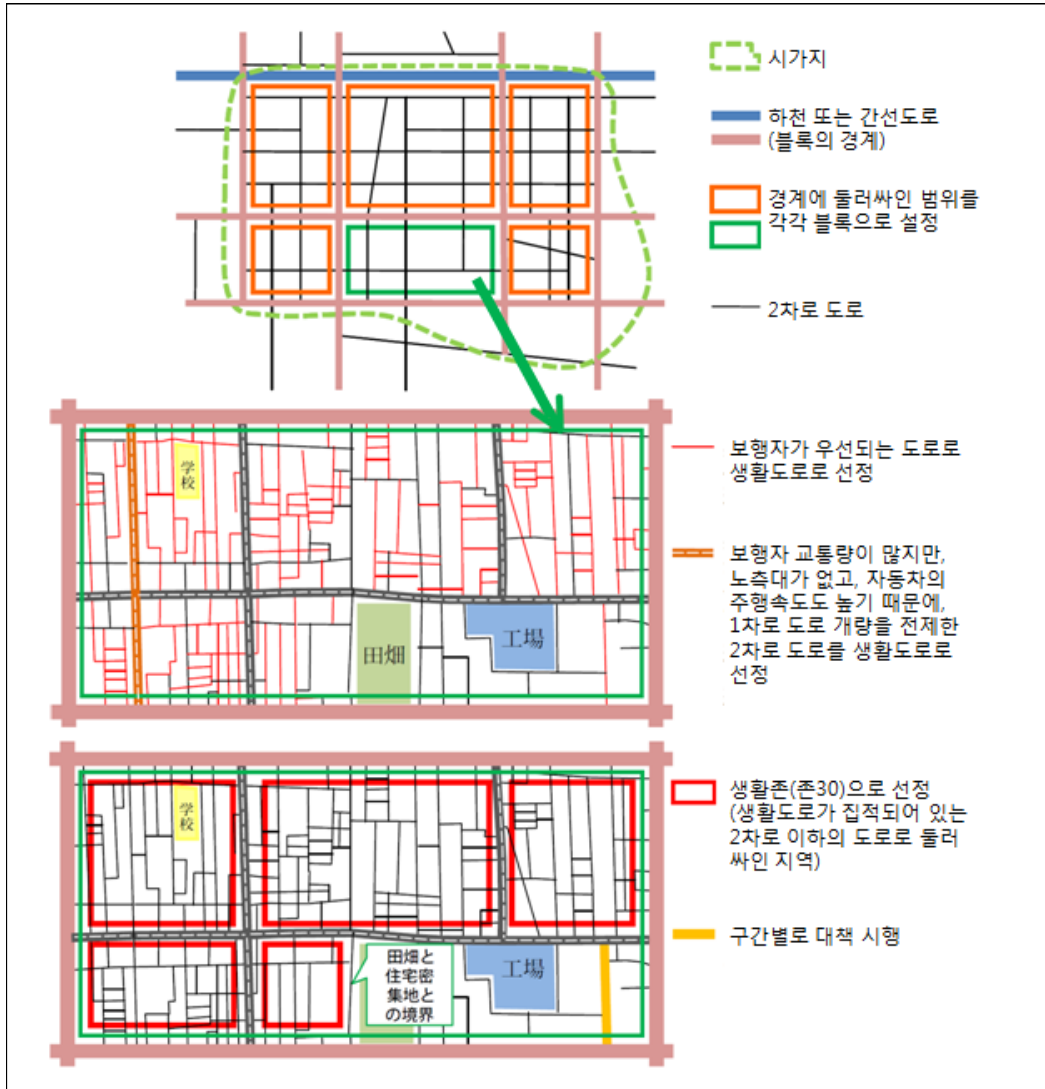 시가지
하천 또는 간선도로
(블록의 경계)
경계에 둘러싸인 범위를
각각 블록으로 설정
2차로 도로
学
校
田畑
工場
보행자가 우선되는 도로로
생활도로로 선정
보행자 교통량이 많지만,
노측대가 없고, 자동차의
주행속도도 높기 때문에,
1차로 도로 개량을 전제한
2차로 도로를 생활도로로
선정
学
校
田畑と
住宅密
集地と
の境界
工場
생활존(존30)으로 선정
(생활도로가 집적되어 있는
2차로 이하의 도로로 둘러
싸인 지역)
구간별로 대책 시행